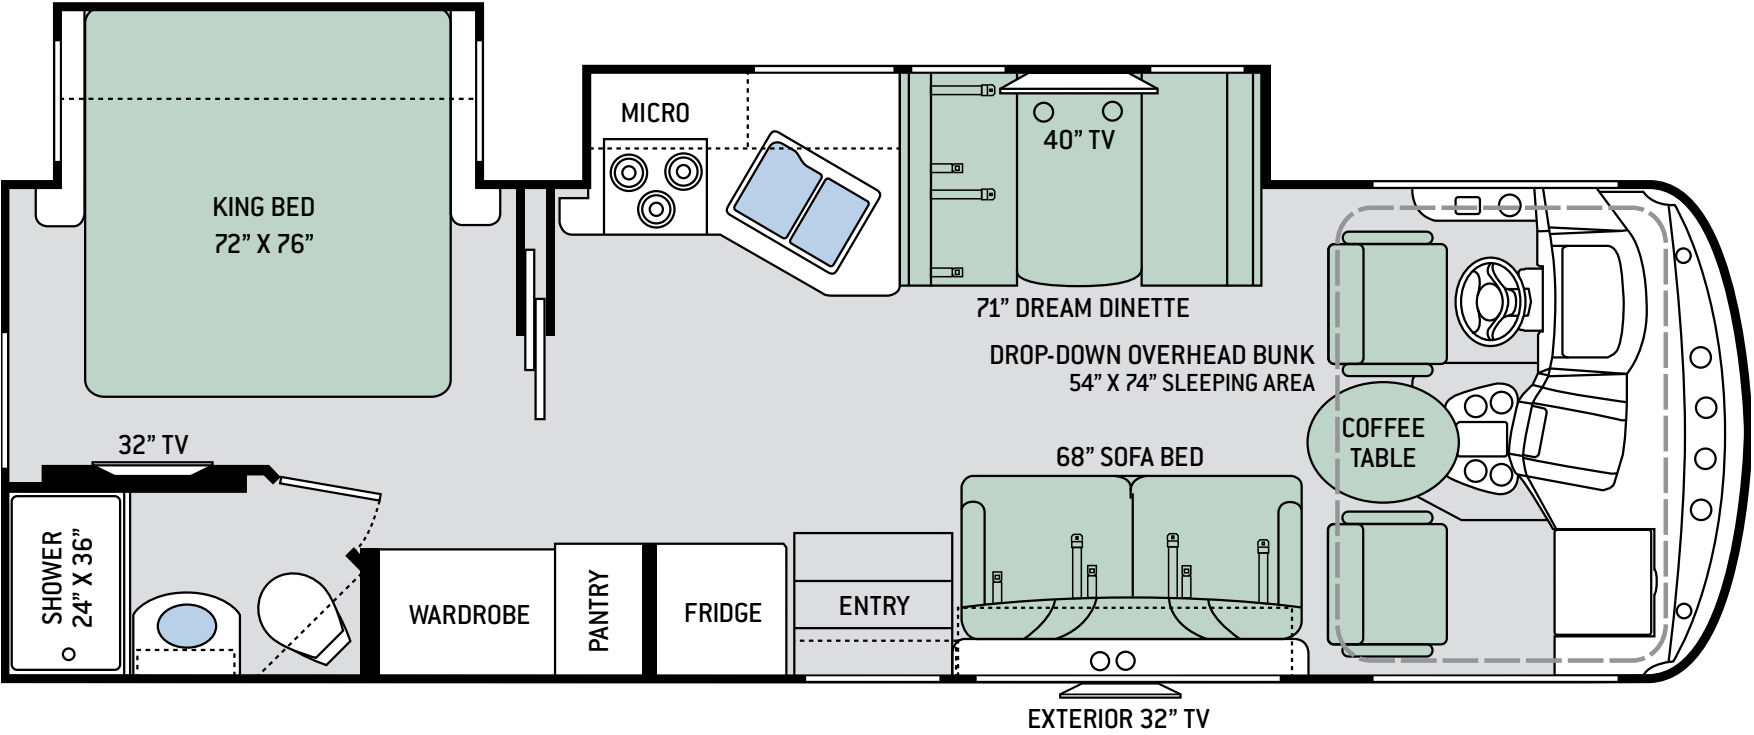 MICRO
40” TV
KING BED
72” X 76”
71” DREAM DINETTE
DROP-DOWN OVERHEAD BUNK
54” X 74” SLEEPING AREA
COFFEE
TABLE
32” TV
68” SOFA BED
SHOWER
24” X 36”
WARDROBE
PANTRY
FRIDGE
ENTRY
EXTERIOR 32” TV